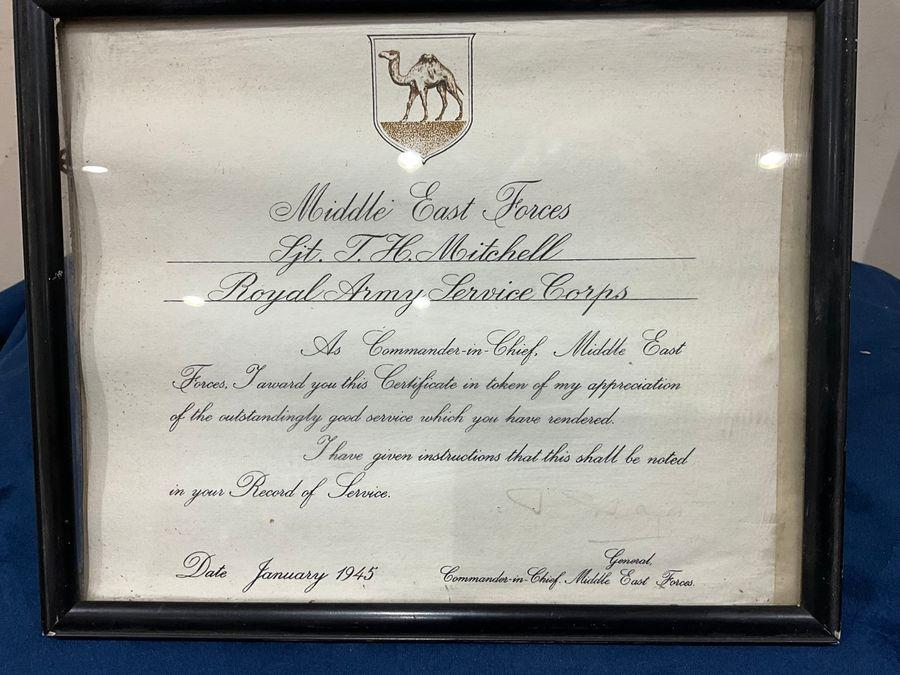 Middle East Forces
Sjt. T. H. Mitchell
Royal Army Service Corps
As Commander-in-Chief, Middle East
Forces, I award you this Certificate in token of my appreciation
of the outstandingly good service which you have rendered.
I have given instructions that this shall be noted
in your Record of Service.
General,
Date January 1945
Commander-in-Chief, Middle East Forces.